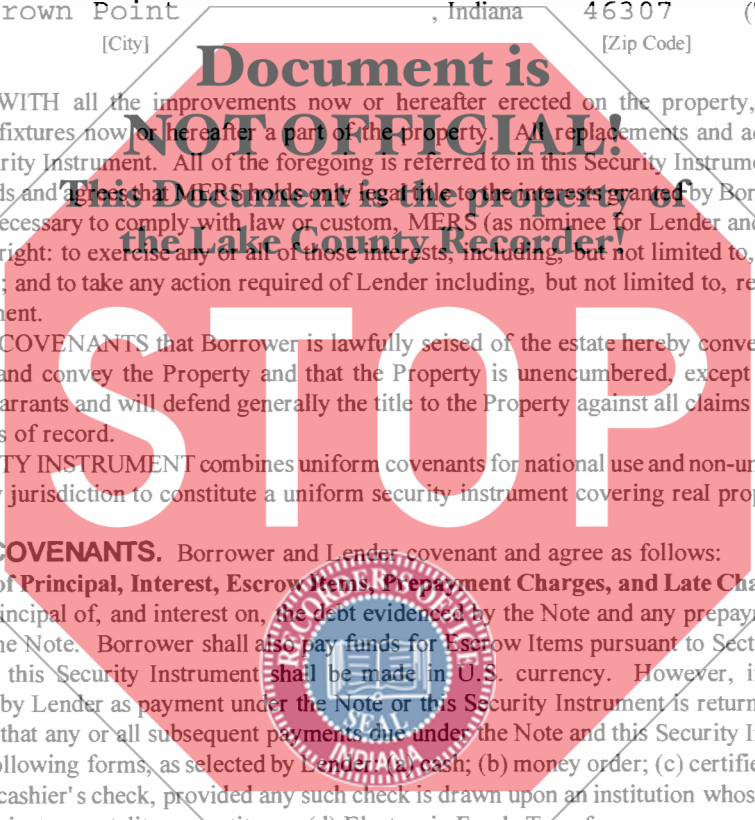 rown Point , Indiana 46307 (
[City] [Zip Code]
Document is
WITH all the improvements now or hereafter erected on the property,
fixtures now or hereafter a part of the property. All replacements and a
NOT OFFICIAL!
rity Instrument. All of the foregoing is referred to in this Security Instrume
ds and agrees that MERS holds only legal title to the interests granted by Bor
This Document is the property of
ecessary to comply with law or custom, MERS (as nominee for Lender and
the Lake County Recorder!
right: to exercise any or all of those interests, including, but not limited to,
; and to take any action required of Lender including, but not limited to, re
ent.
STOP
COVENANTS that Borrower is lawfully seised of the estate hereby conve
and convey the Property and that the Property is unencumbered, except
arrants and will defend generally the title to the Property against all claims
s of record.
TY INSTRUMENT combines uniform covenants for national use and non-un
y jurisdiction to constitute a uniform security instrument covering real prop
COVENANTS. Borrower and Lender covenant and agree as follows:
of Principal, Interest, Escrow Items, Prepayment Charges, and Late Cha
incipal of, and interest on, the debt evidenced by the Note and any prepay
he Note. Borrower shall also pay funds for Escrow Items pursuant to Sect
this Security Instrument shall be made in U.S. currency. However, i
by Lender as payment under the Note or this Security Instrument is return
that any or all subsequent payments due under the Note and this Security I
ollowing forms, as selected by Lender: (a) cash; (b) money order; (c) certifie
cashier's check, provided any such check is drawn upon an institution whos
SEAL
INDIANA